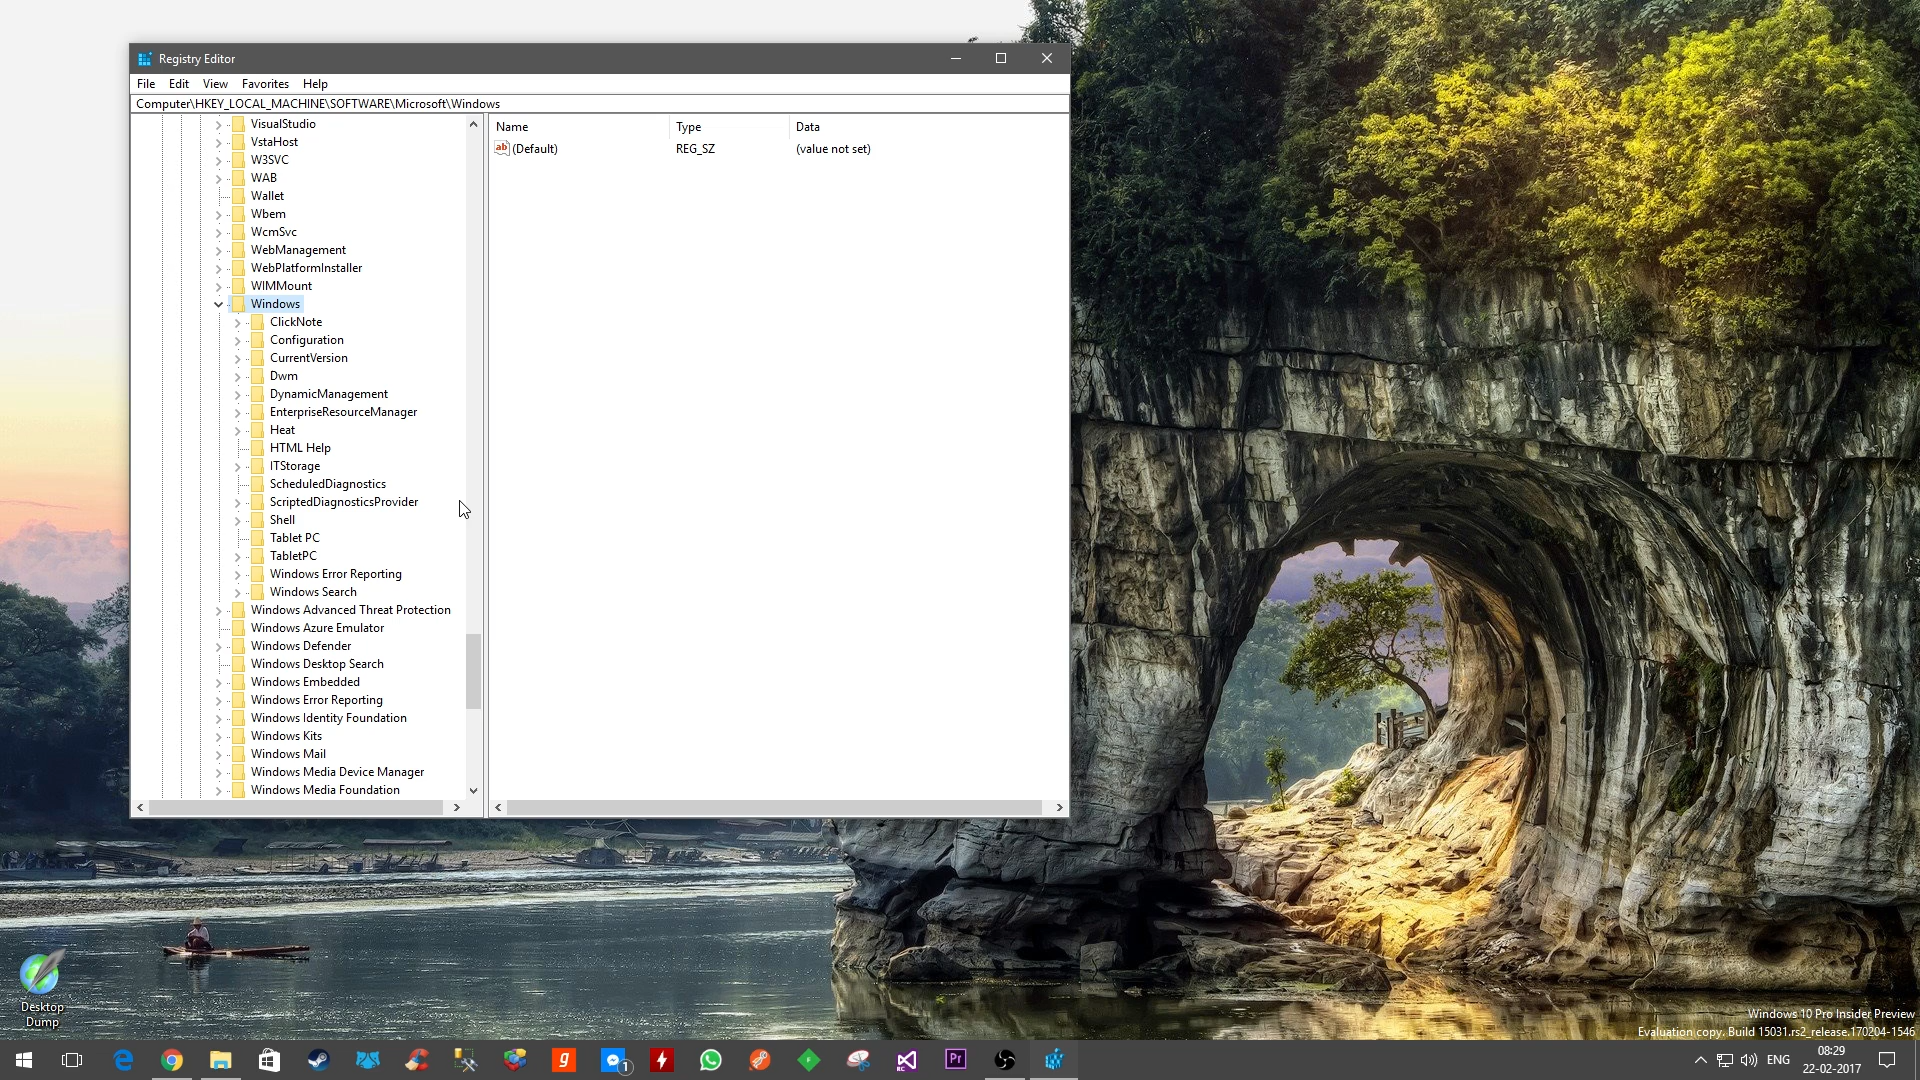 Registry Editor
File Edit View Favorites Help
Computer\HKEY_LOCAL_MACHINE\SOFTWARE\Microsoft\Windows
VisualStudio
VstaHost
W3SVC
WAB
Wallet
Wbem
WcmSvc
WebManagement
WebPlatformInstaller
WIMMount
Windows
ClickNote
Configuration
CurrentVersion
Dwm
DynamicManagement
EnterpriseResourceManager
Heat
HTML Help
ITStorage
ScheduledDiagnostics
ScriptedDiagnosticsProvider
Shell
Tablet PC
TabletPC
Windows Error Reporting
Windows Search
Windows Advanced Threat Protection
Windows Azure Emulator
Windows Defender
Windows Desktop Search
Windows Embedded
Windows Error Reporting
Windows Identity Foundation
Windows Kits
Windows Mail
Windows Media Device Manager
Windows Media Foundation
Name Type Data
ab (Default) REG_SZ (value not set)
Desktop
Dump
Windows 10 Pro Insider Preview
Evaluation copy. Build 15031.rs2_release.170204-1546
g
1
F
RC
Pr
ENG
08:29
22-02-2017